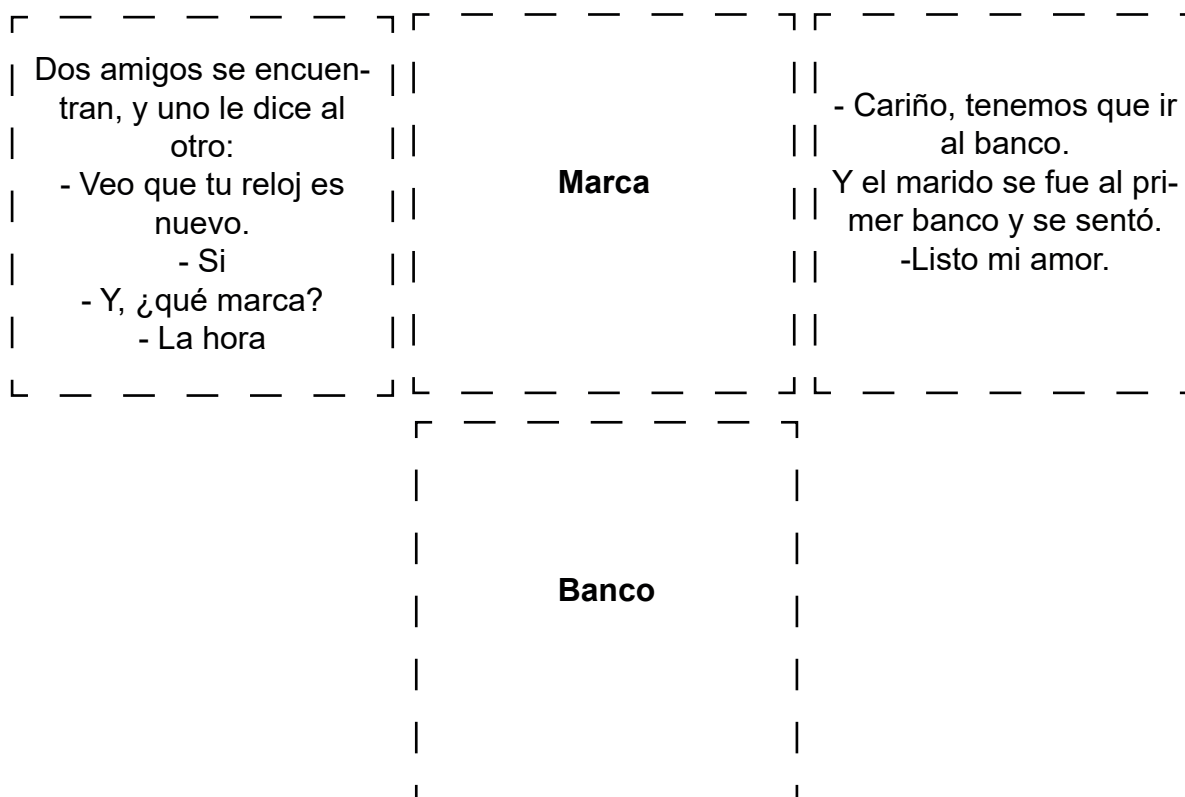 Dos amigos se encuen-
tran, y uno le dice al
otro:
- Veo que tu reloj es
nuevo.
- Si
- Y, ¿qué marca?
- La hora
Marca
- Cariño, tenemos que ir
al banco.
Y el marido se fue al pri-
mer banco y se sentó.
-Listo mi amor.
Banco